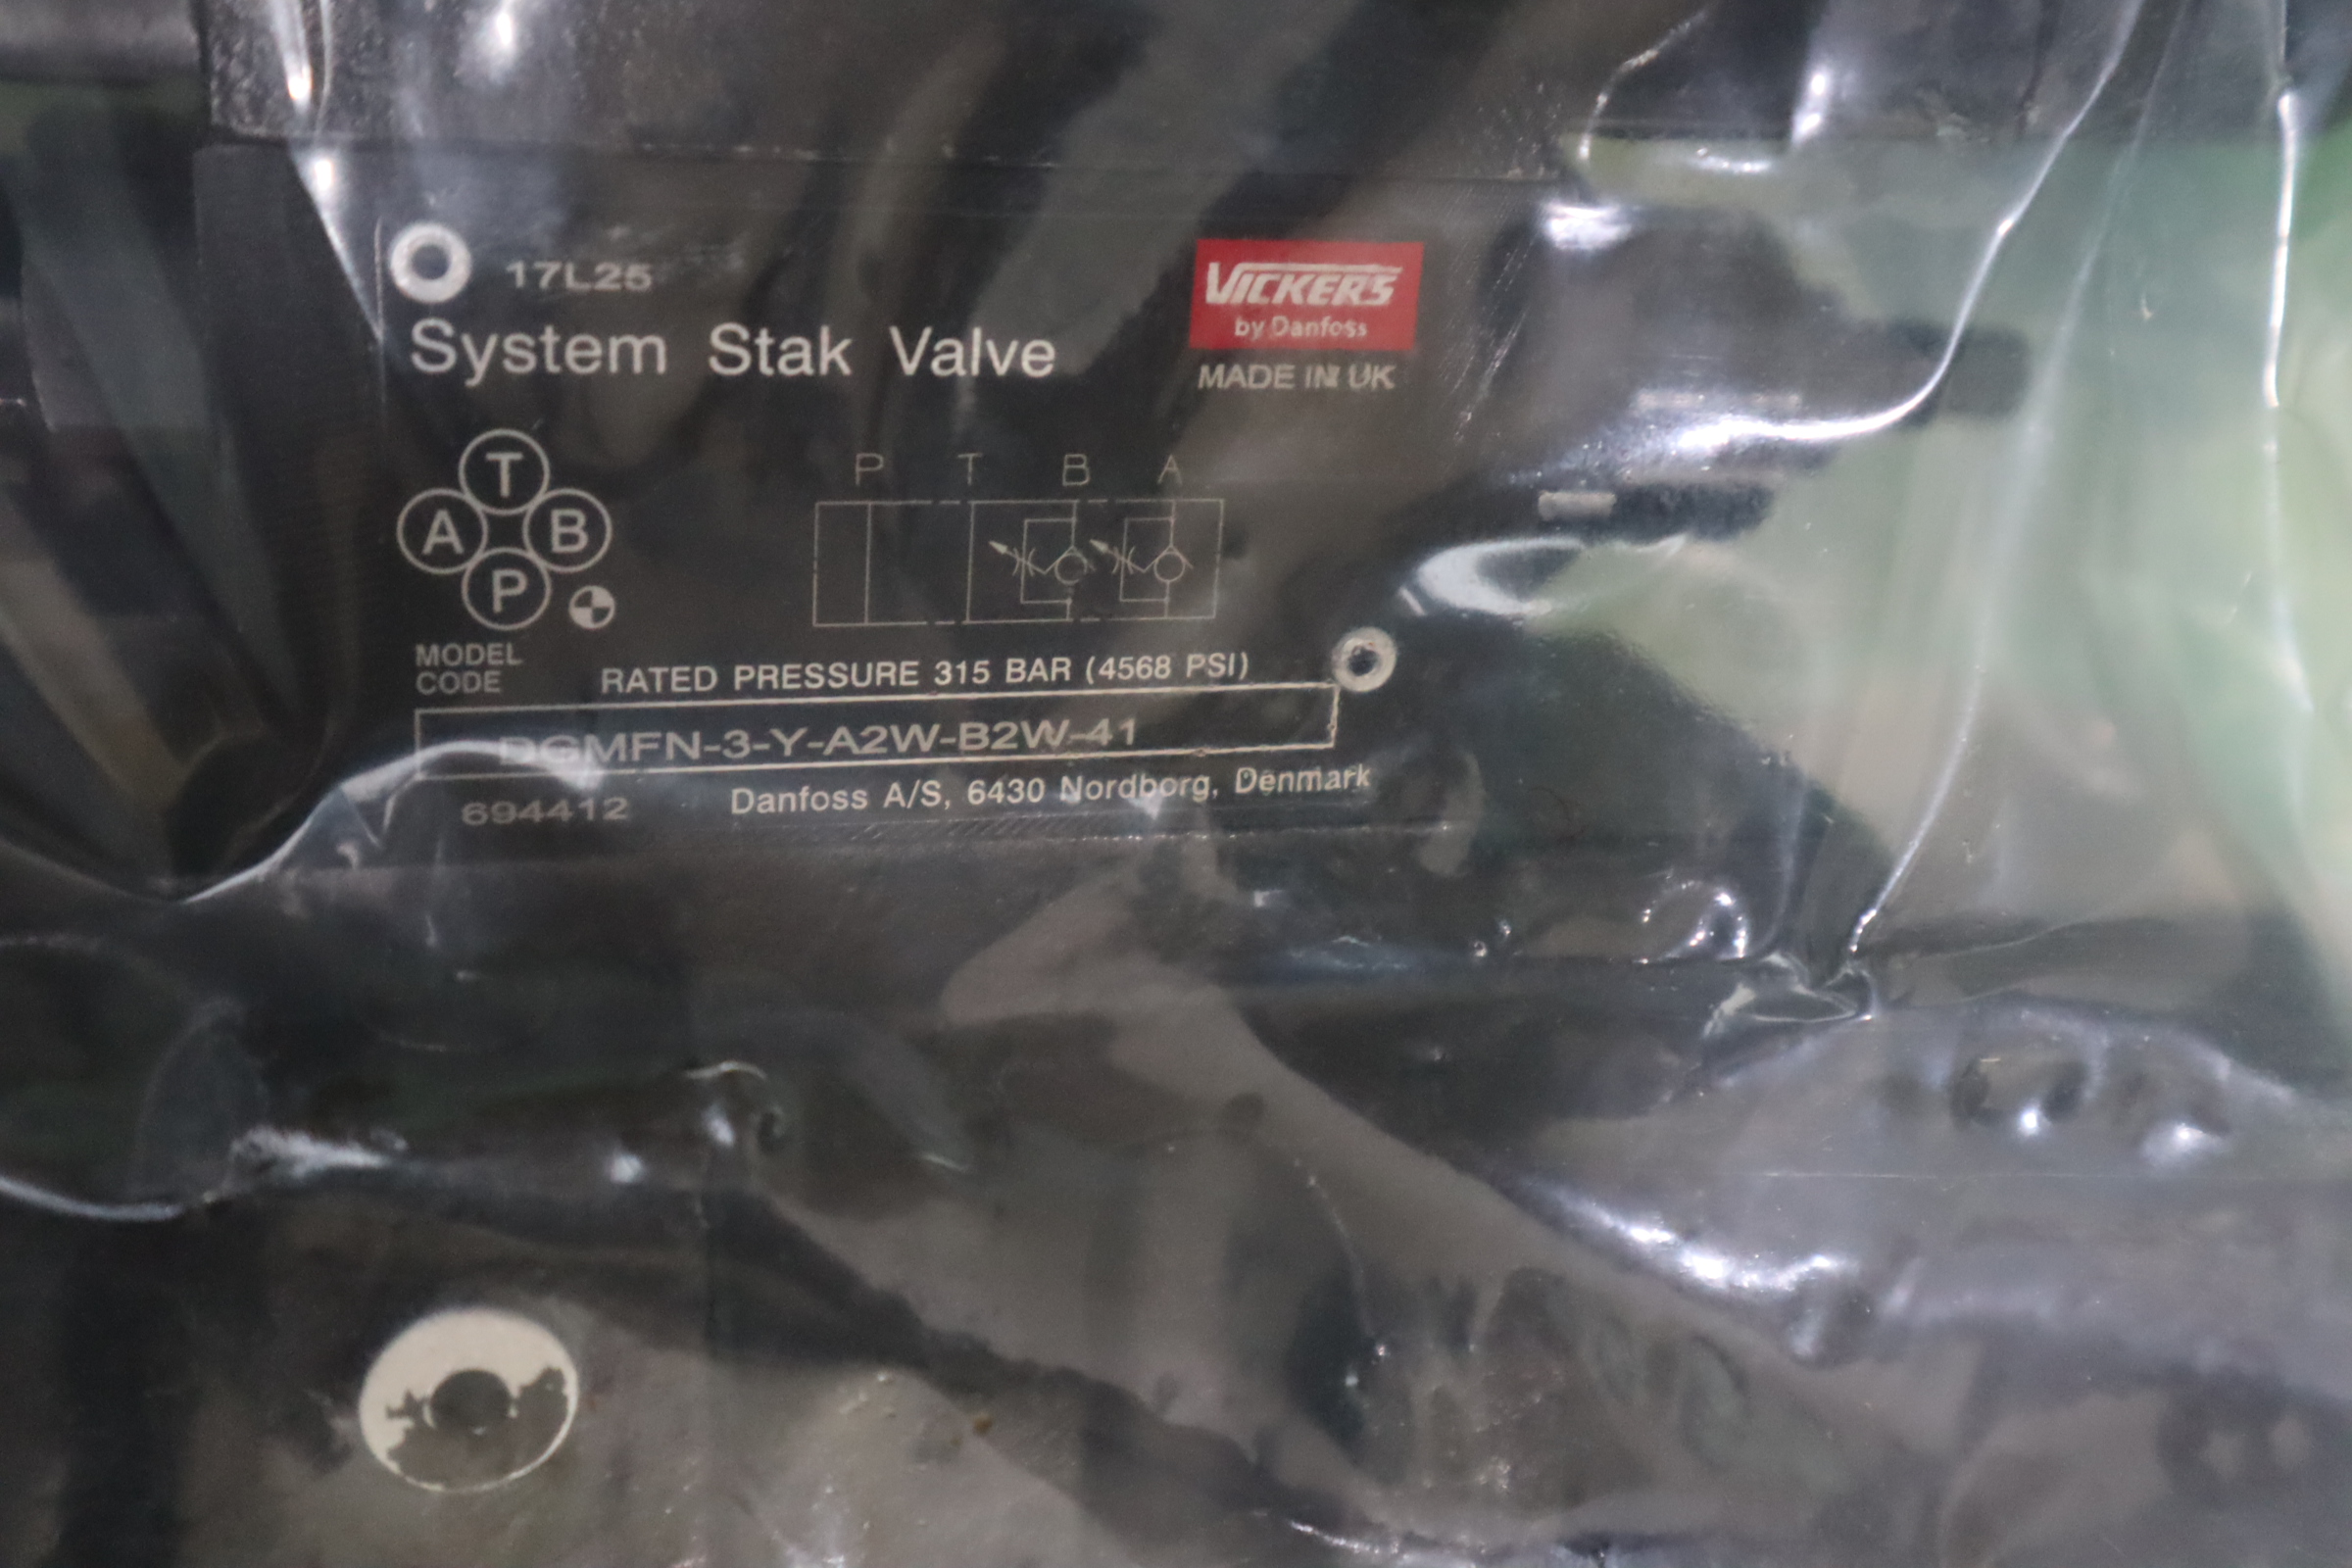 17L25
VICKERS
by Danfoss
System Stak Valve
MADE IN UK
T
A B
P
P T B A
MODEL
CODE
RATED PRESSURE 315 BAR (4568 PSI)
DGMFN-3-Y-A2W-B2W-41
694412
Danfoss A/S, 6430 Nordborg, Denmark